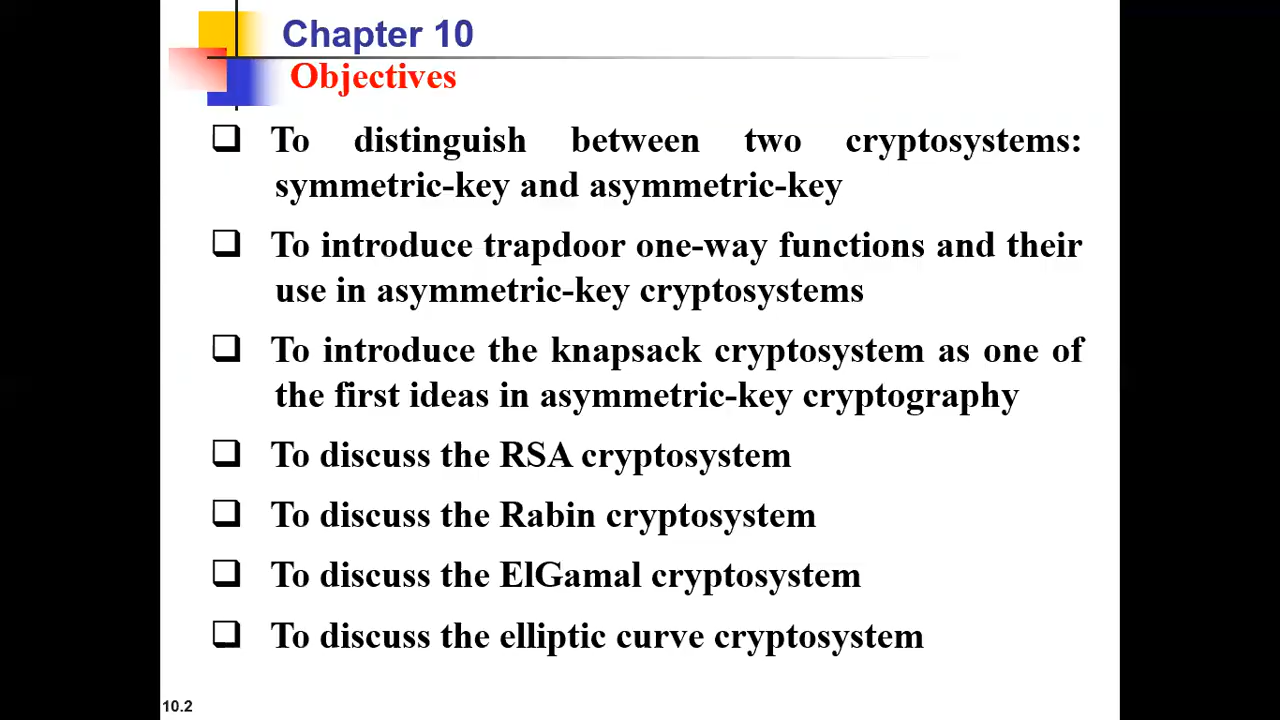 Chapter 10
Objectives
To distinguish between two cryptosystems:
symmetric-key and asymmetric-key
To introduce trapdoor one-way functions and their
use in asymmetric-key cryptosystems
To introduce the knapsack cryptosystem as one of
the first ideas in asymmetric-key cryptography
To discuss the RSA cryptosystem
To discuss the Rabin cryptosystem
To discuss the ElGamal cryptosystem
To discuss the elliptic curve cryptosystem
10.2